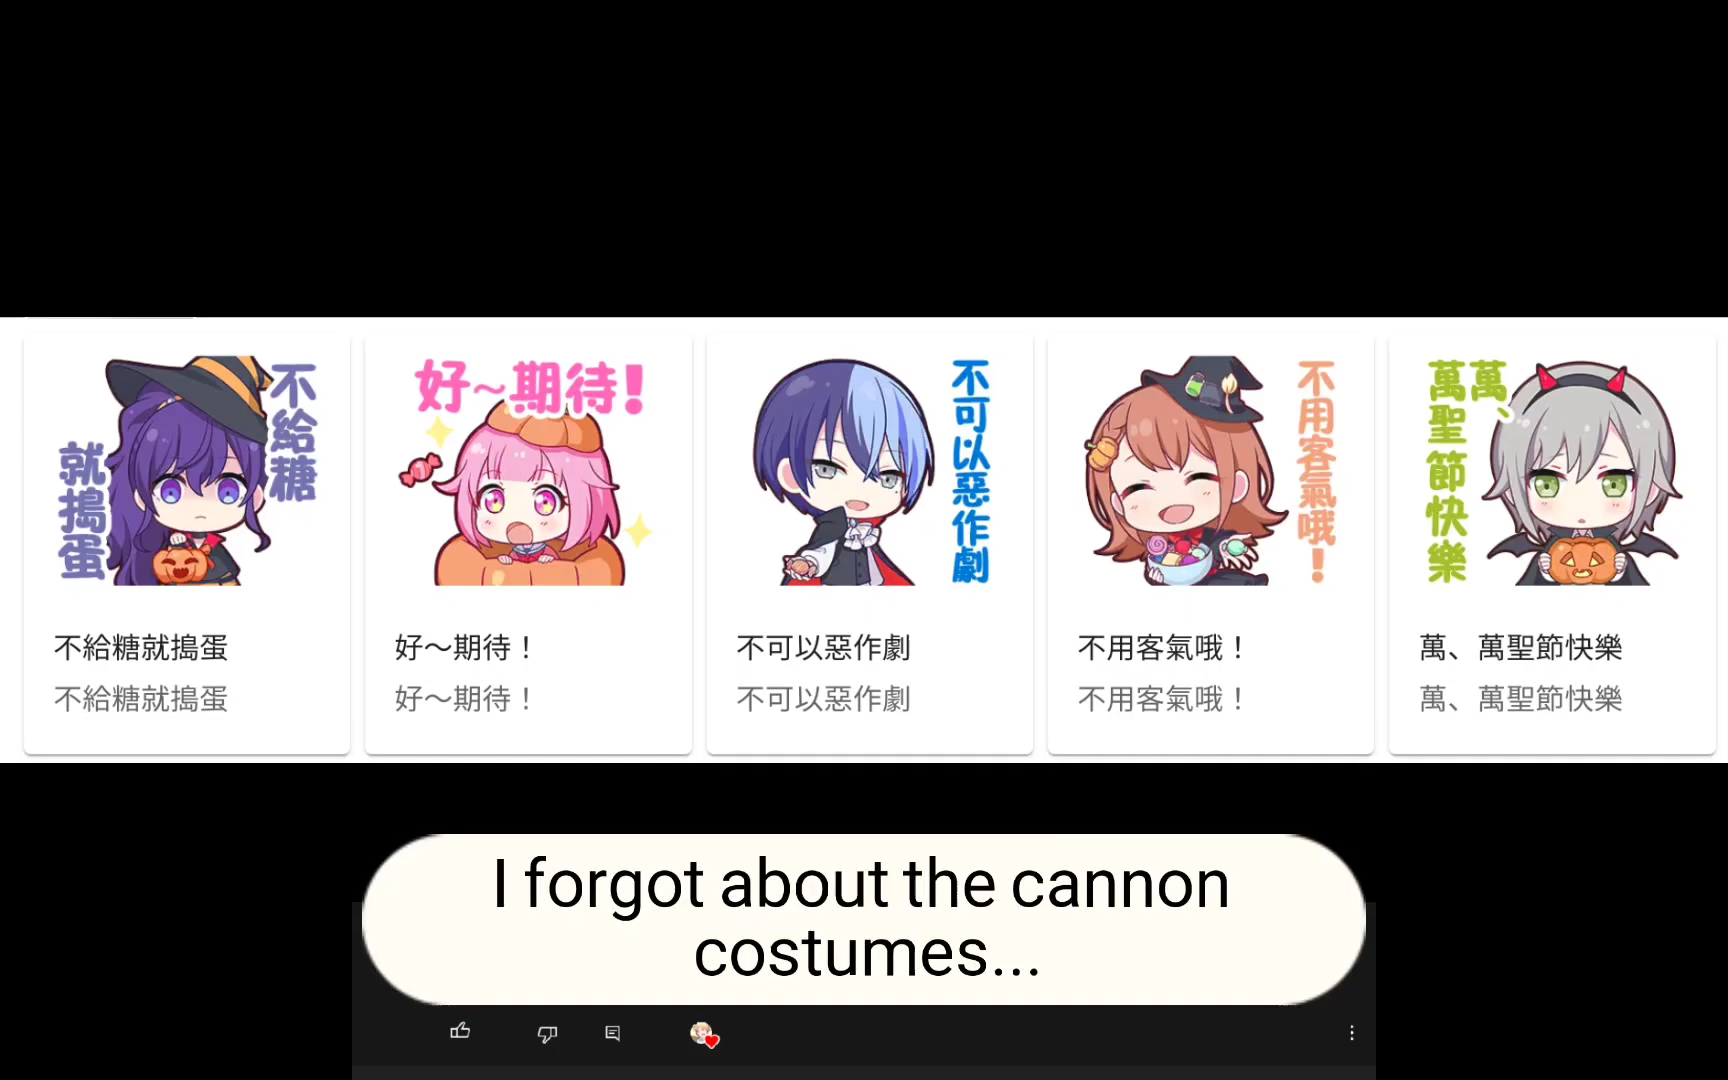 不給糖
就搗蛋
好~期待!
不可以惡作劇
不用客氣哦!
萬、
萬聖節快樂
不給糖就搗蛋
不給糖就搗蛋
好～期待！
好～期待！
不可以惡作劇
不可以惡作劇
不用客氣哦！
不用客氣哦！
萬、萬聖節快樂
萬、萬聖節快樂
I forgot about the cannon
costumes...